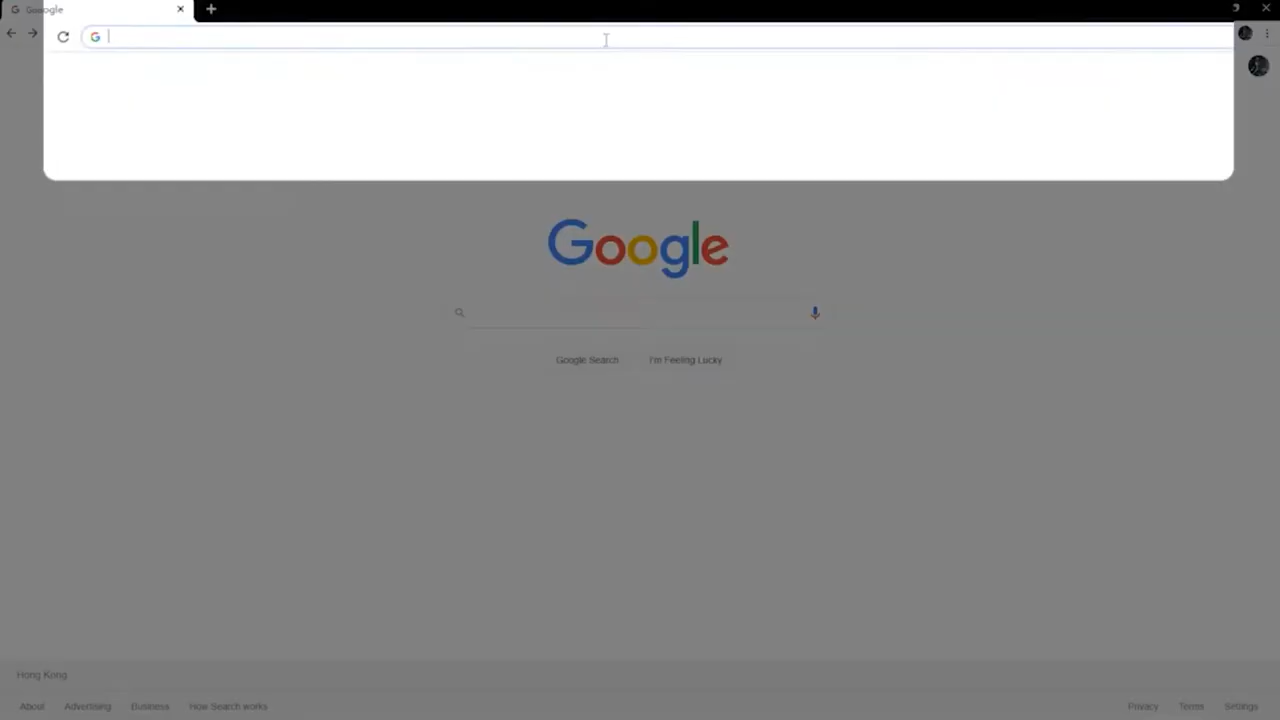 Google
Google
Google Search I'm Feeling Lucky
Hong Kong
About Advertising Business How Search works Privacy Terms Settings